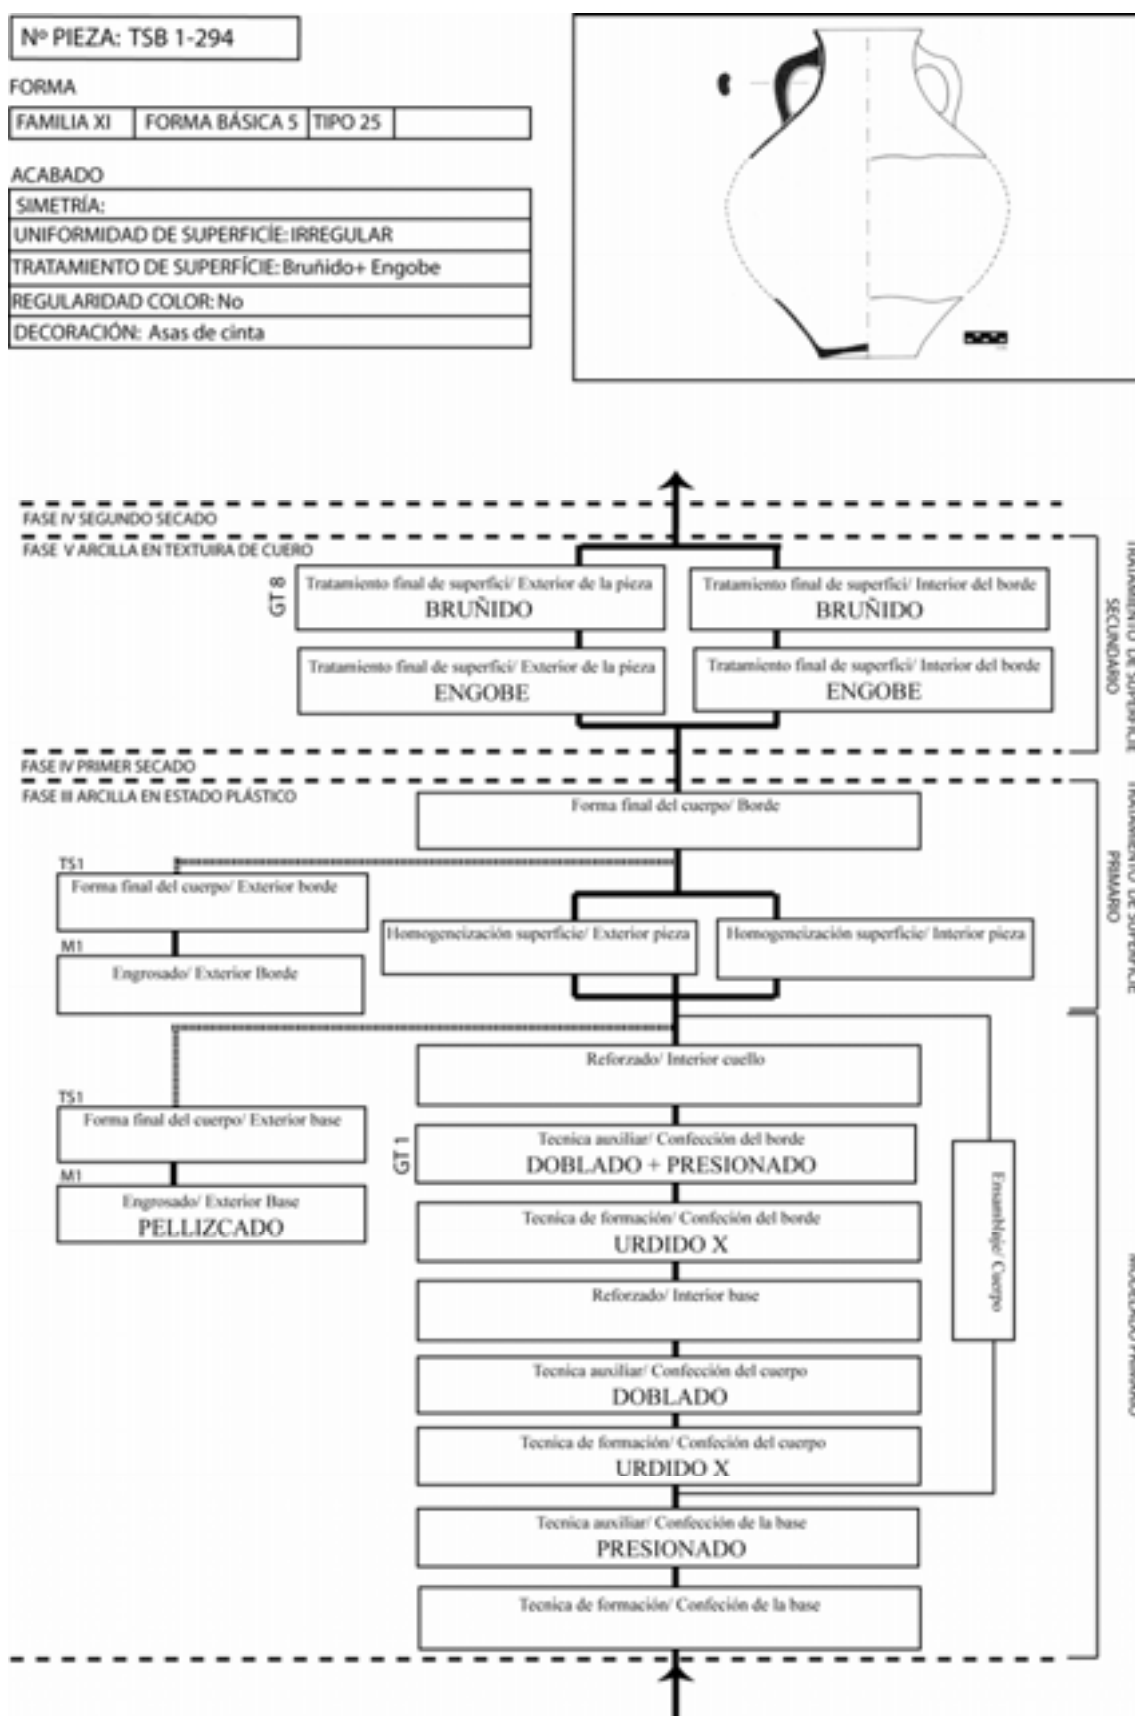 Nº PIEZA: TSB 1-294
FORMA
FAMILIA XI FORMA BÁSICA 5 TIPO 25
ACABADO
SIMETRÍA:
UNIFORMIDAD DE SUPERFICÍE: IRREGULAR
TRATAMIENTO DE SUPERFÍCIE: Bruñido+ Engobe
REGULARIDAD COLOR: No
DECORACIÓN: Asas de cinta
FASE IV SEGUNDO SECADO
FASE V ARCILLA EN TEXTUIRA DE CUERO
GT 8
Tratamiento final de superfici/ Exterior de la pieza
BRUÑIDO
Tratamiento final de superfici/ Interior del borde
BRUÑIDO
Tratamiento final de superfici/ Exterior de la pieza
ENGOBE
Tratamiento final de superfici/ Interior del borde
ENGOBE
TRATAMIENTO DE SUPERFICIE
SECUNDARIO
FASE IV PRIMER SECADO
FASE III ARCILLA EN ESTADO PLÁSTICO
Forma final del cuerpo/ Borde
TS1
Forma final del cuerpo/ Exterior borde
M1
Engrosado/ Exterior Borde
Homogeneización superficie/ Exterior pieza
Homogeneización superficie/ Interior pieza
TRATAMIENTO DE SUPERFICIE
PRIMARIO
Reforzado/ Interior cuello
TS1
Forma final del cuerpo/ Exterior base
M1
Engrosado/ Exterior Base
PELLIZCADO
GT 1
Tecnica auxiliar/ Confección del borde
DOBLADO + PRESIONADO
Tecnica de formación/ Confeción del borde
URDIDO X
Reforzado/ Interior base
Tecnica auxiliar/ Confección del cuerpo
DOBLADO
Tecnica de formación/ Confeción del cuerpo
URDIDO X
Ensamblaje/ Cuerpo
Tecnica auxiliar/ Confección de la base
PRESIONADO
Tecnica de formación/ Confeción de la base
MODELADO PRIMARIO